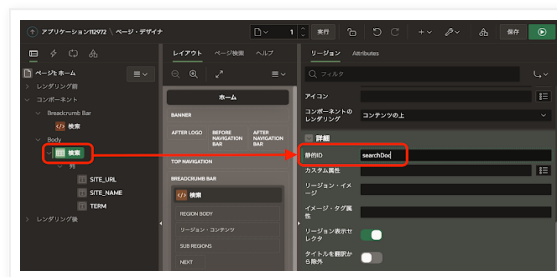 アプリケーション112972 \ ページ・デザイナ
1
実行
保存
レイアウト ページ検索 ヘルプ
リージョン Attributes
ページ1: ホーム
フィルタ
レンダリング前
コンポーネント
Breadcrumb Bar
検索
Body
検索
列
SITE_URL
SITE_NAME
TERM
レンダリング後
ホーム
BANNER
AFTER LOGO
BEFORE NAVIGATION BAR
AFTER NAVIGATION BAR
TOP NAVIGATION
BREADCRUMB BAR
検索
REGION BODY
リージョン・コンテンツ
SUB REGIONS
NEXT
アイコン
コンポーネントの
レンダリング
コンテンツの上
詳細
静的ID
searchDoc
カスタム属性
リージョン・イメ
ージ
イメージ・タグ属
性
リージョン表示セ
レクタ
タイトルを翻訳か
ら除外